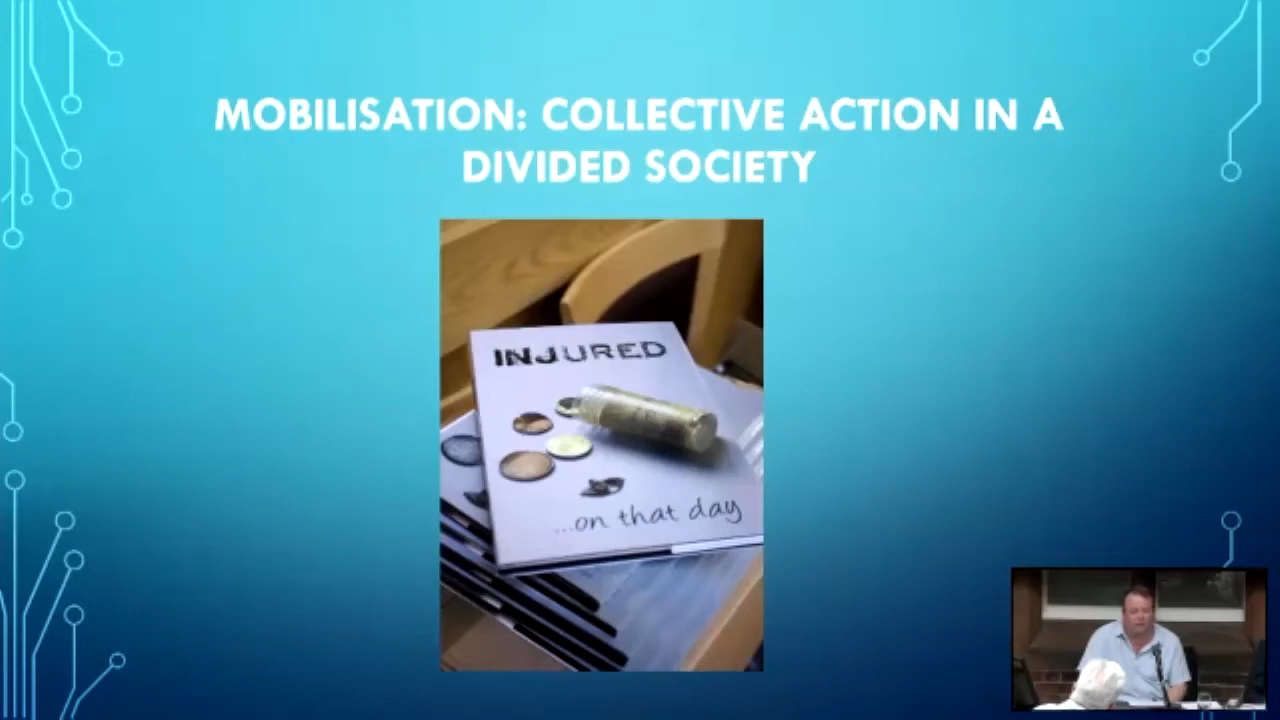 MOBILISATION: COLLECTIVE ACTION IN A
DIVIDED SOCIETY
INJURED
...on that day